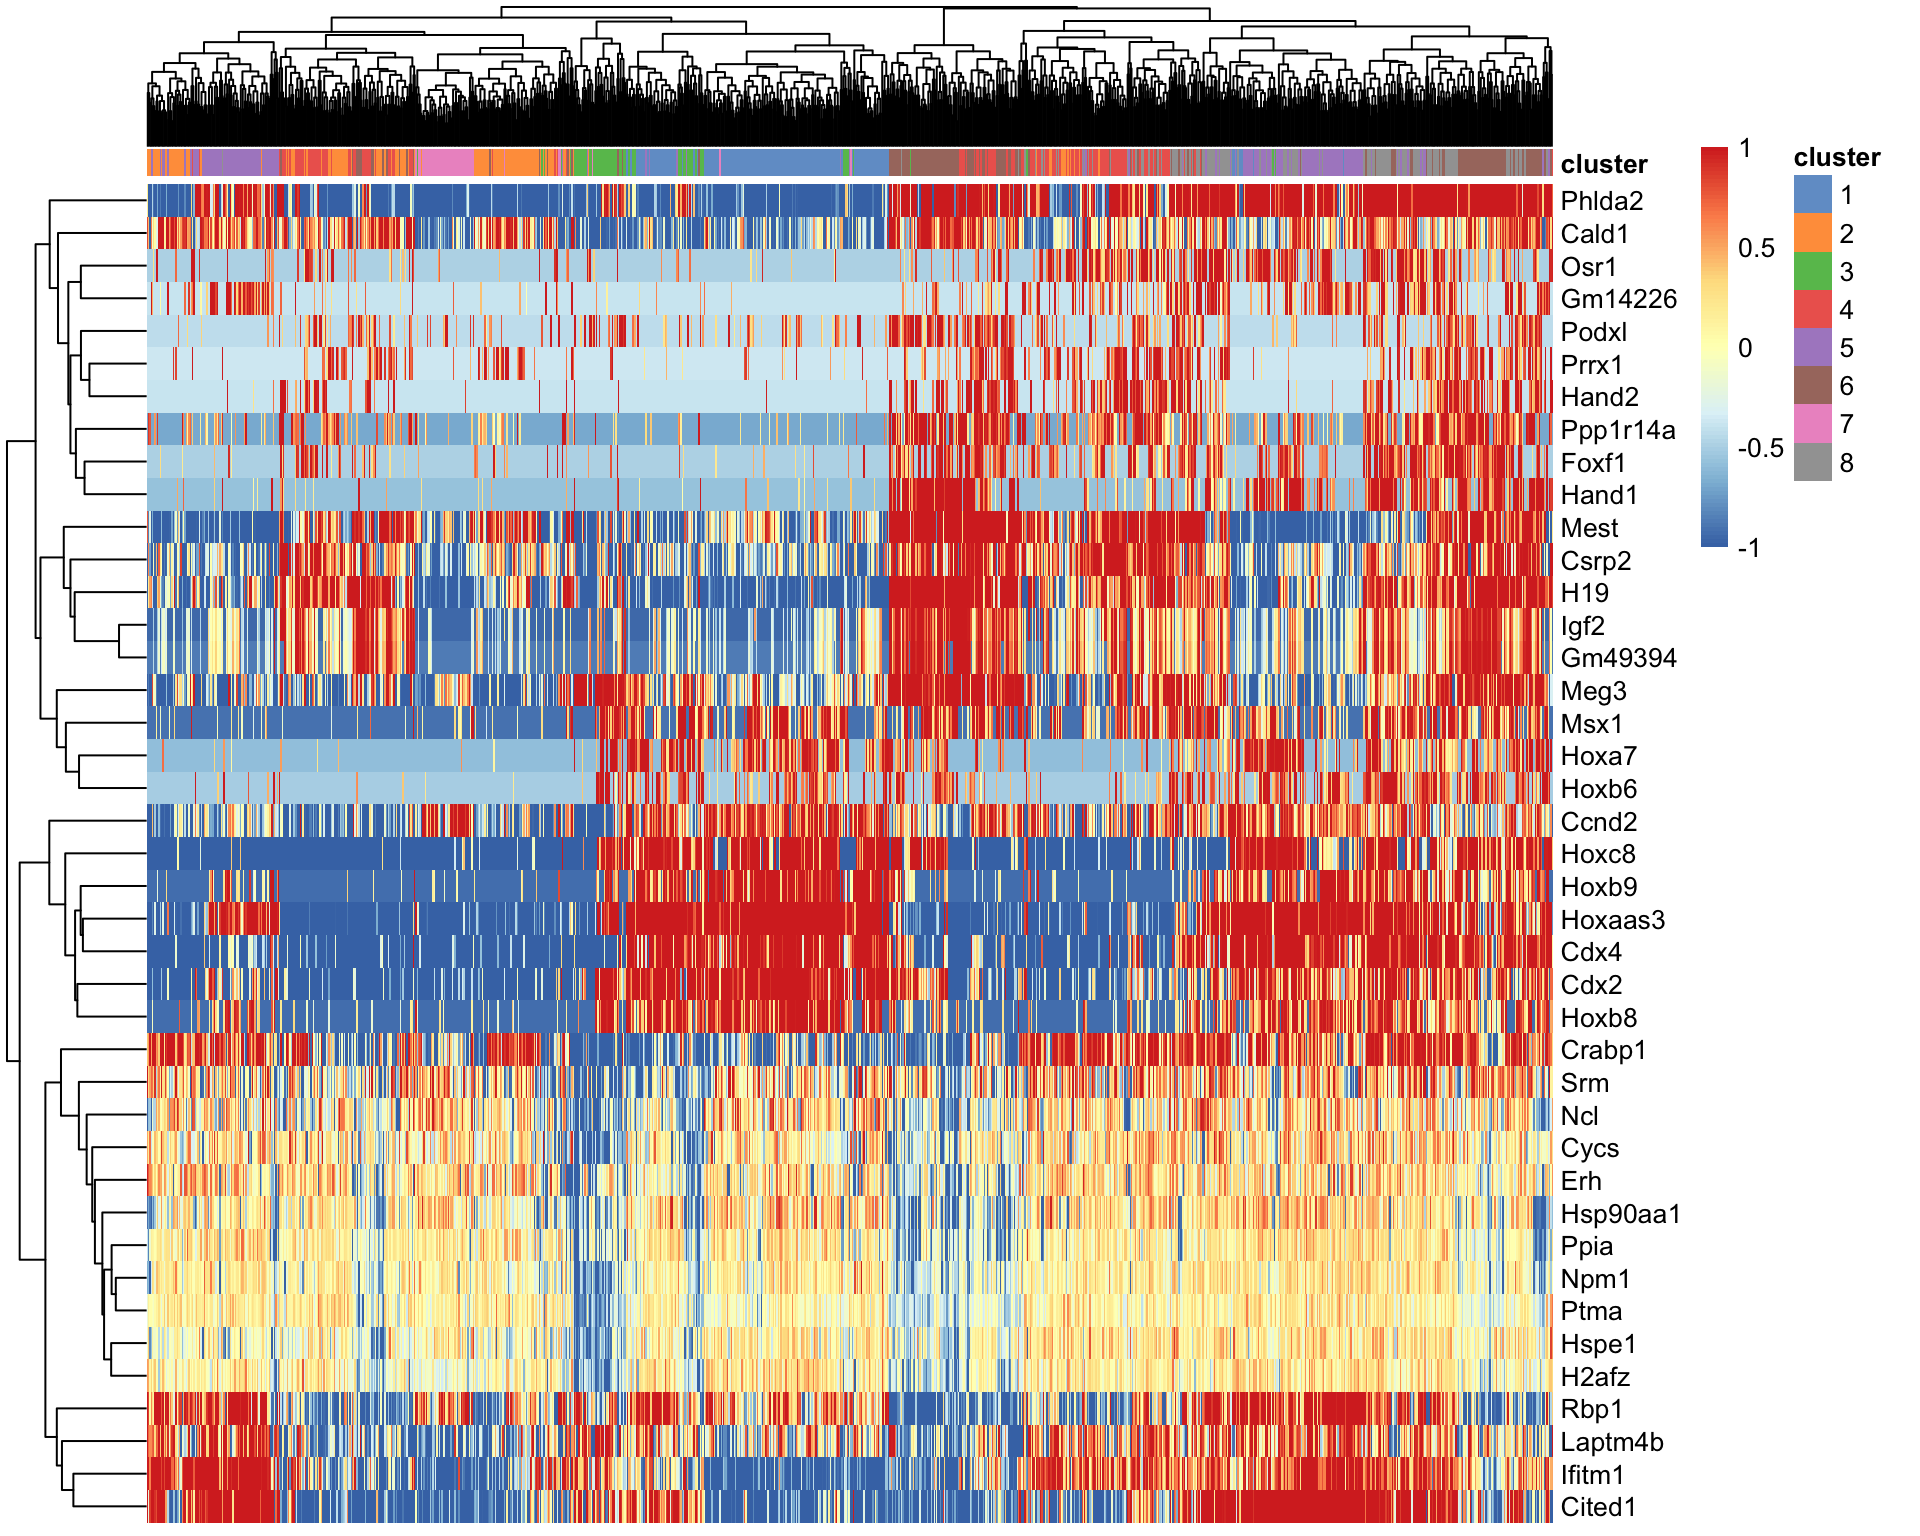 cluster
Phlda2
Cald1
Osr1
Gm14226
Podxl
Prrx1
Hand2
Ppp1r14a
Foxf1
Hand1
Mest
Csrp2
H19
Igf2
Gm49394
Meg3
Msx1
Hoxa7
Hoxb6
Ccnd2
Hoxc8
Hoxb9
Hoxaas3
Cdx4
Cdx2
Hoxb8
Crabp1
Srm
Ncl
Cycs
Erh
Hsp90aa1
Ppia
Npm1
Ptma
Hspe1
H2afz
Rbp1
Laptm4b
Ifitm1
Cited1
1
0.5
0
-0.5
-1
cluster
1
2
3
4
5
6
7
8